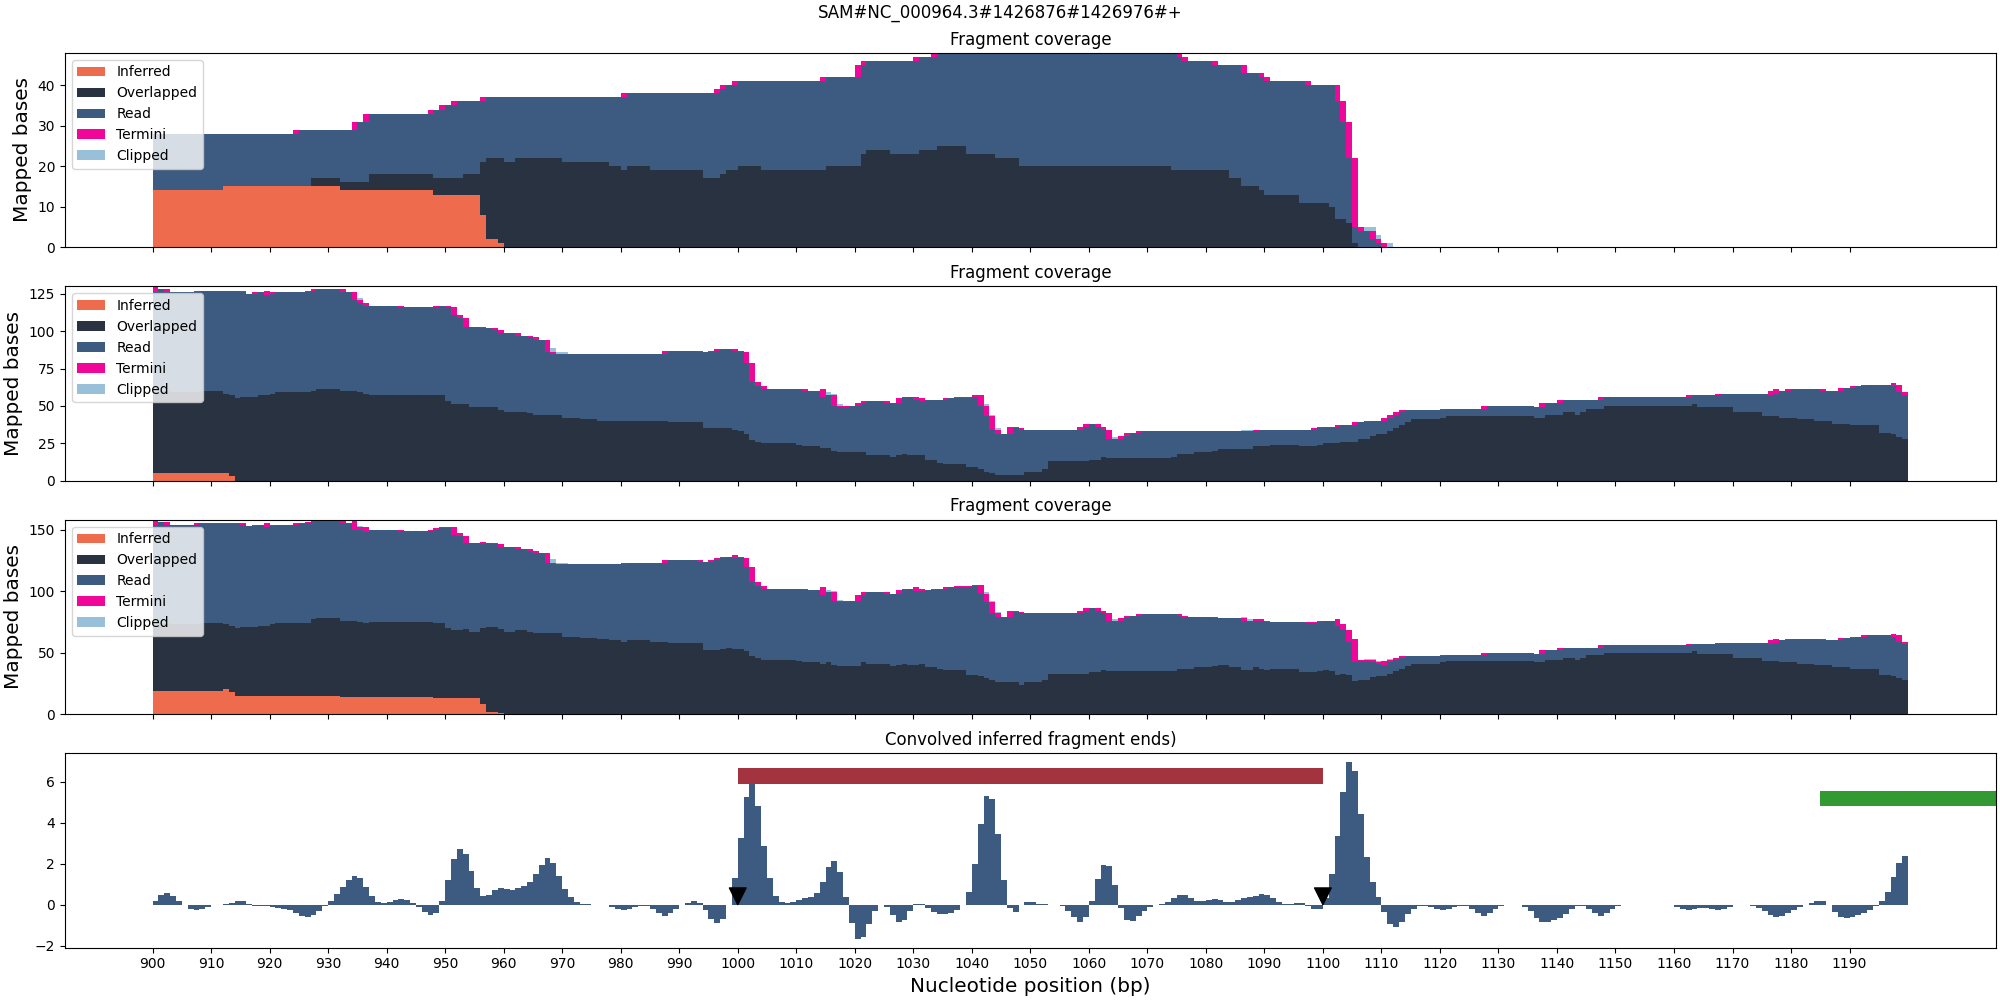 SAM#NC_000964.3#1426876#1426976#+
Fragment coverage
Mapped bases
40
30
20
10
0
Inferred
Overlapped
Read
Termini
Clipped
Fragment coverage
Mapped bases
125
100
75
50
25
0
Inferred
Overlapped
Read
Termini
Clipped
Fragment coverage
Mapped bases
150
100
50
0
Inferred
Overlapped
Read
Termini
Clipped
Convolved inferred fragment ends)
6
4
2
0
−2
900 910 920 930 940 950 960 970 980 990 1000 1010 1020 1030 1040 1050 1060 1070 1080 1090 1100 1110 1120 1130 1140 1150 1160 1170 1180 1190
Nucleotide position (bp)